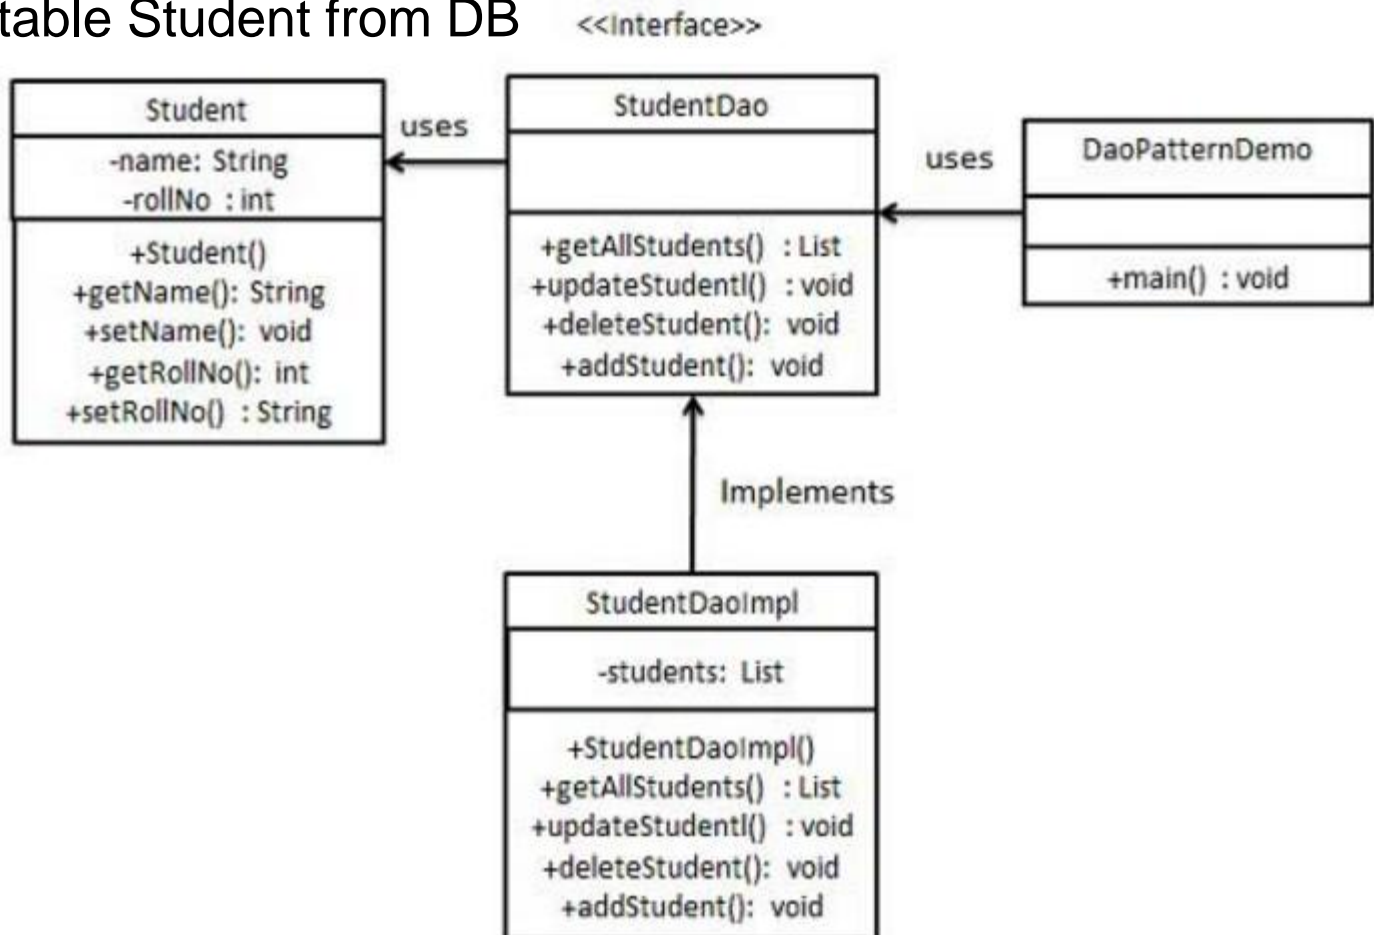 table Student from DB
<<Interface>>
Student
-name: String
-rollNo : int
+Student()
+getName(): String
+setName(): void
+getRollNo(): int
+setRollNo() : String
uses
StudentDao
+getAllStudents() : List
+updateStudentl() : void
+deleteStudent(): void
+addStudent(): void
uses
DaoPatternDemo
+main() : void
Implements
StudentDaoImpl
-students: List
+StudentDaoImpl()
+getAllStudents() : List
+updateStudentl() : void
+deleteStudent(): void
+addStudent(): void